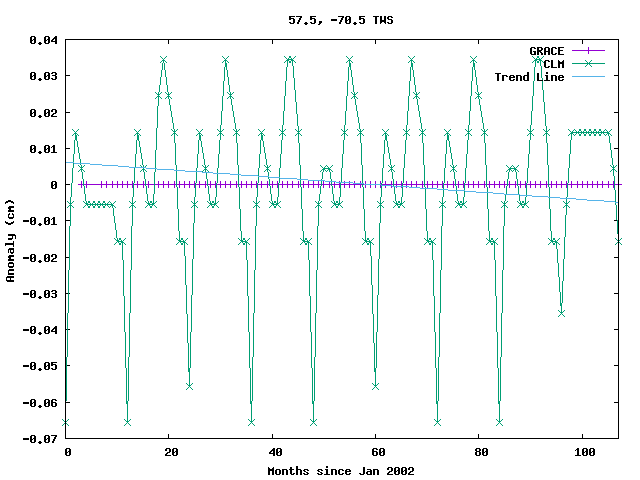 57.5, -70.5 TWS
GRACE
CLM
Trend Line
0.04
0.03
0.02
0.01
0
-0.01
-0.02
-0.03
-0.04
-0.05
-0.06
-0.07
Anomaly (cm)
0 20 40 60 80 100
Months since Jan 2002